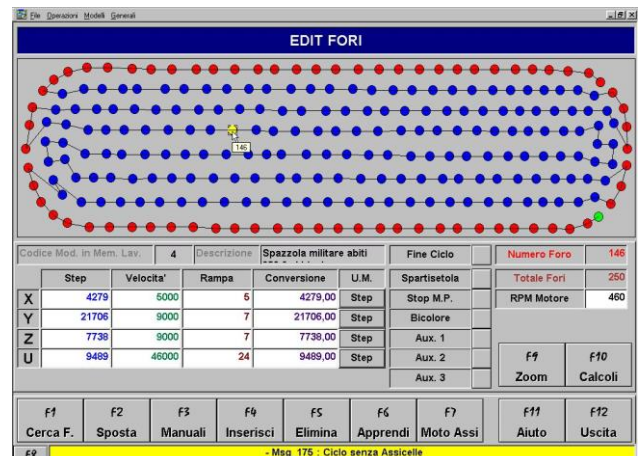 File Operazioni Modelli Generali
EDIT FORI
146
Codice Mod. in Mem. Lav. 4 Descrizione Spazzola militare abiti Fine Ciclo Numero Foro 146
Step Velocita' Rampa Conversione U.M. Spartisetola Totale Fori 250
X 4279 5000 5 4279,00 Step Stop M.P. RPM Motore 460
Y 21706 9000 7 21706,00 Step Bicolore
Z 7738 9000 7 7738,00 Step Aux. 1
U 9489 46000 24 9489,00 Step Aux. 2
Aux. 3
F9 F10
Zoom Calcoli
F1 F2 F3 F4 F5 F6 F7 F11 F12
Cerca F. Sposta Manuali Inserisci Elimina Apprendi Moto Assi Aiuto Uscita
- Msg 175 : Ciclo senza Assicelle